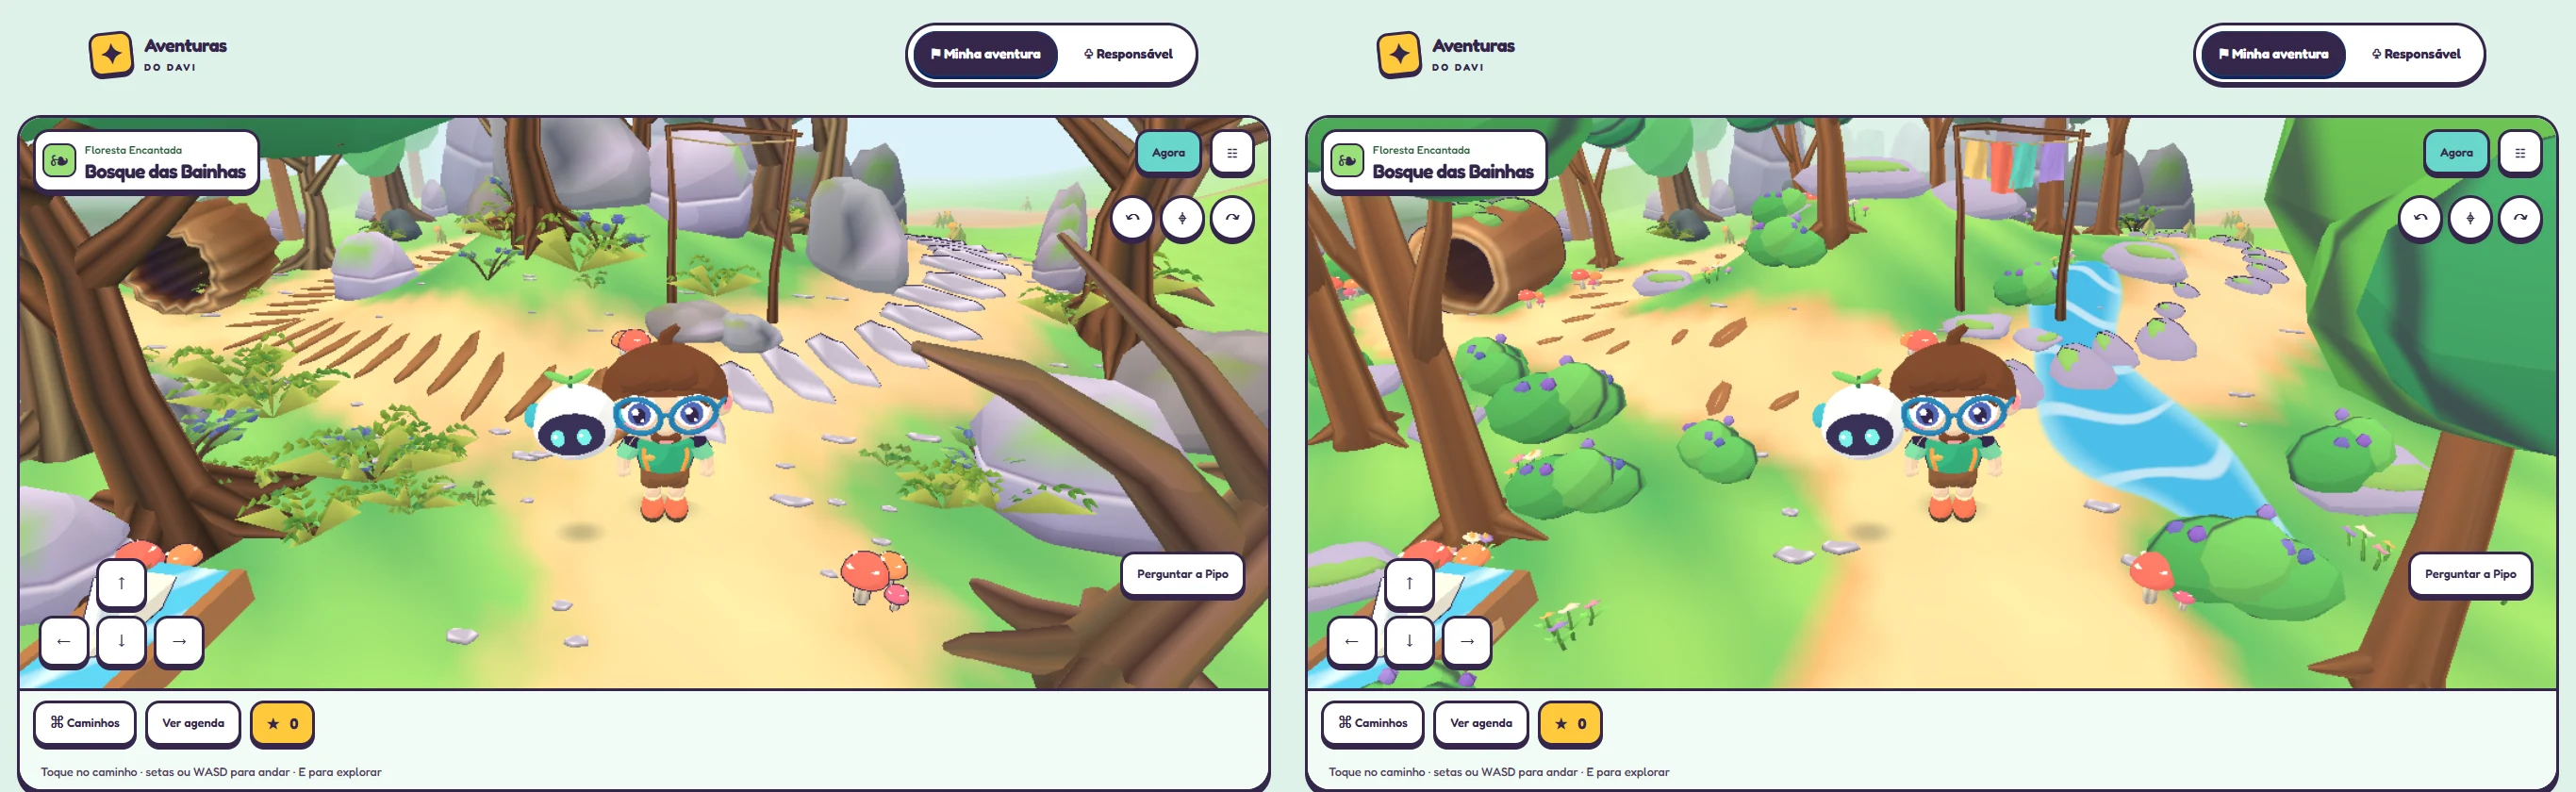 Aventuras
DO DAVI
Minha aventura
Responsável
Floresta Encantada
Bosque das Bainhas
Agora
Perguntar a Pipo
Caminhos
Ver agenda
★ 0
Toque no caminho · setas ou WASD para andar · E para explorar
Aventuras
DO DAVI
Minha aventura
Responsável
Floresta Encantada
Bosque das Bainhas
Agora
Perguntar a Pipo
Caminhos
Ver agenda
★ 0
Toque no caminho · setas ou WASD para andar · E para explorar